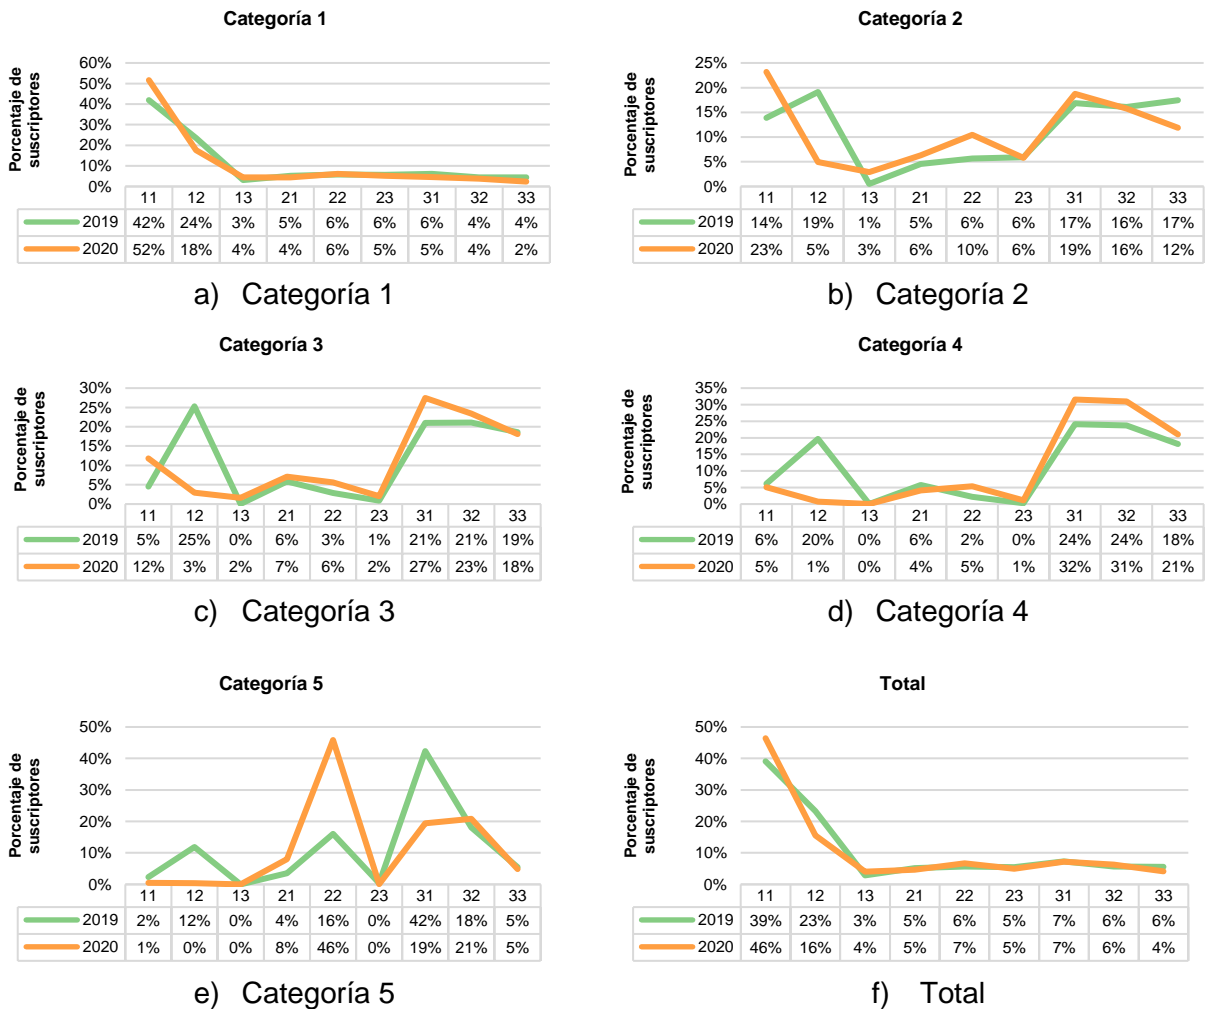 Categoría 1
Porcentaje de
suscriptores
60%
50%
40%
30%
20%
10%
0%
11 12 13 21 22 23 31 32 33
2019 42% 24% 3% 5% 6% 6% 6% 4% 4%
2020 52% 18% 4% 4% 6% 5% 5% 4% 2%
a) Categoría 1
Categoría 2
Porcentaje de
suscriptores
25%
20%
15%
10%
5%
0%
11 12 13 21 22 23 31 32 33
2019 14% 19% 1% 5% 6% 6% 17% 16% 17%
2020 23% 5% 3% 6% 10% 6% 19% 16% 12%
b) Categoría 2
Categoría 3
Porcentaje de
suscriptores
30%
25%
20%
15%
10%
5%
0%
11 12 13 21 22 23 31 32 33
2019 5% 25% 0% 6% 3% 1% 21% 21% 19%
2020 12% 3% 2% 7% 6% 2% 27% 23% 18%
c) Categoría 3
Categoría 4
Porcentaje de
suscriptores
35%
30%
25%
20%
15%
10%
5%
0%
11 12 13 21 22 23 31 32 33
2019 6% 20% 0% 6% 2% 0% 24% 24% 18%
2020 5% 1% 0% 4% 5% 1% 32% 31% 21%
d) Categoría 4
Categoría 5
Porcentaje de
suscriptores
50%
40%
30%
20%
10%
0%
11 12 13 21 22 23 31 32 33
2019 2% 12% 0% 4% 16% 0% 42% 18% 5%
2020 1% 0% 0% 8% 46% 0% 19% 21% 5%
e) Categoría 5
Total
Porcentaje de
suscriptores
50%
40%
30%
20%
10%
0%
11 12 13 21 22 23 31 32 33
2019 39% 23% 3% 5% 6% 5% 7% 6% 6%
2020 46% 16% 4% 5% 7% 5% 7% 6% 4%
f) Total